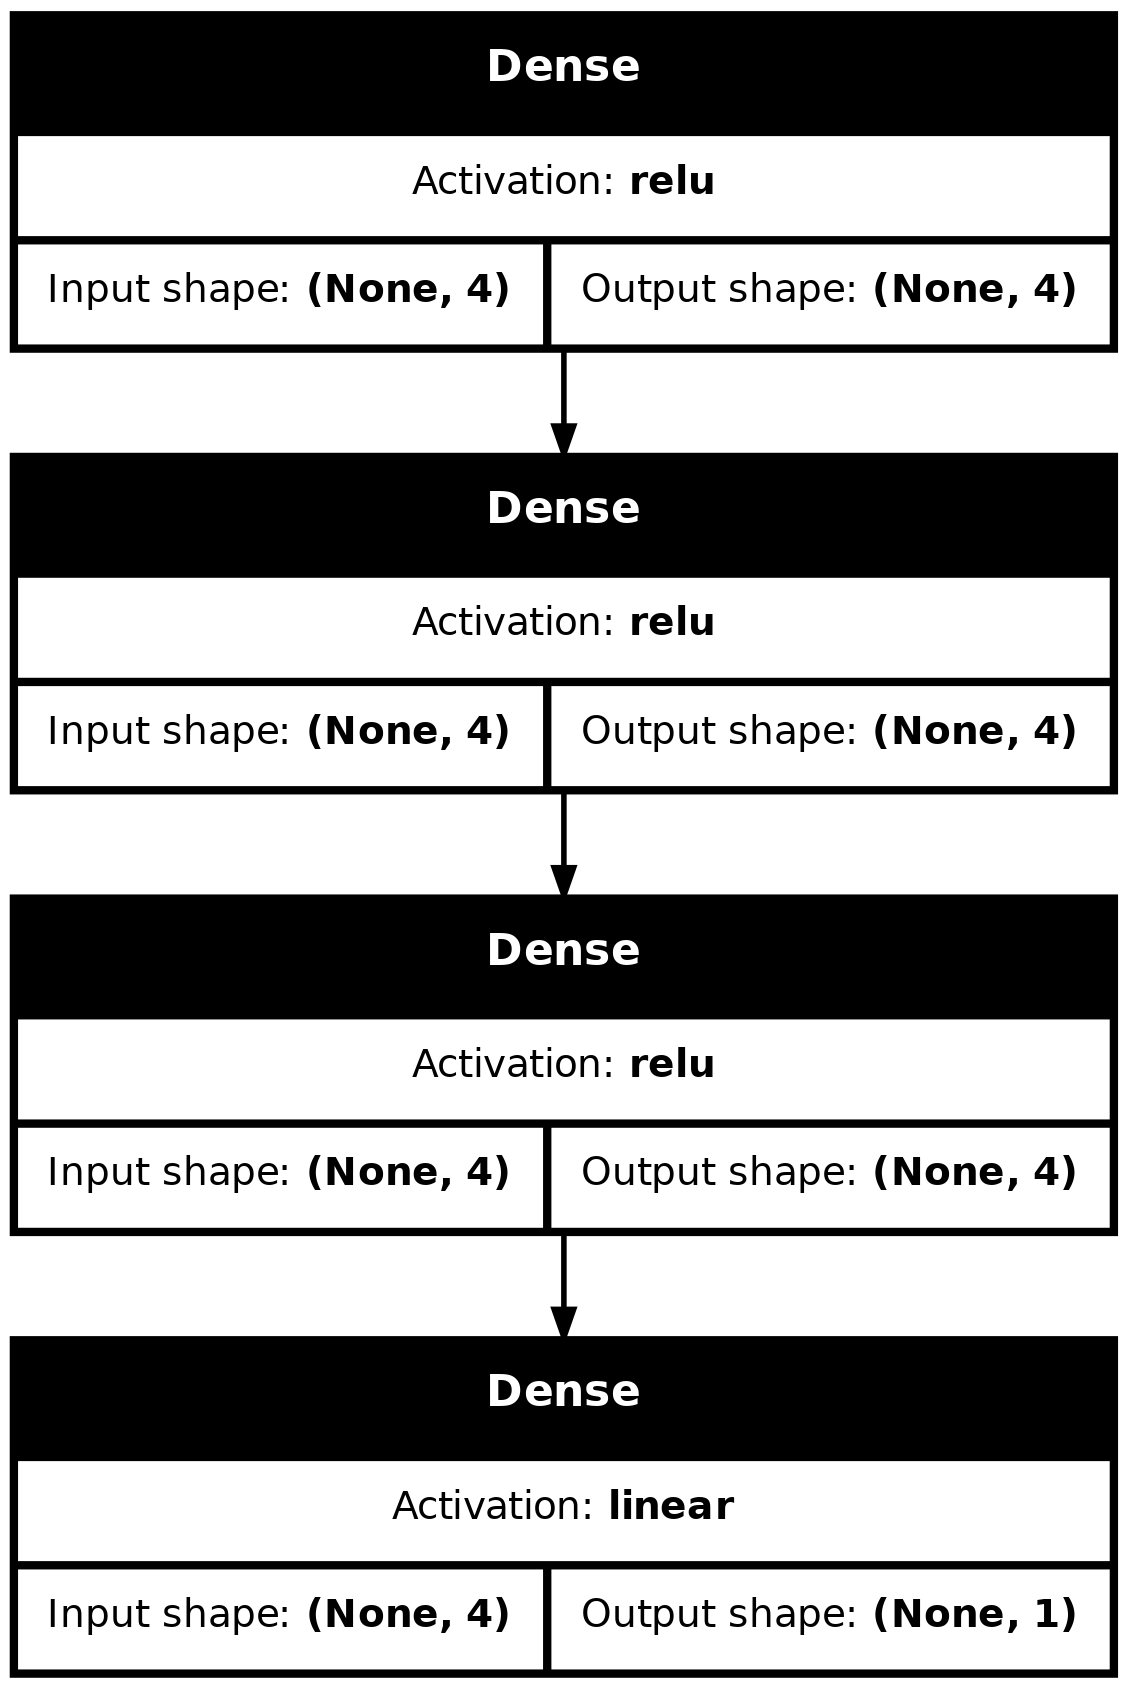 Dense
Activation: relu
Input shape: (None, 4) Output shape: (None, 4)
Dense
Activation: relu
Input shape: (None, 4) Output shape: (None, 4)
Dense
Activation: relu
Input shape: (None, 4) Output shape: (None, 4)
Dense
Activation: linear
Input shape: (None, 4) Output shape: (None, 1)